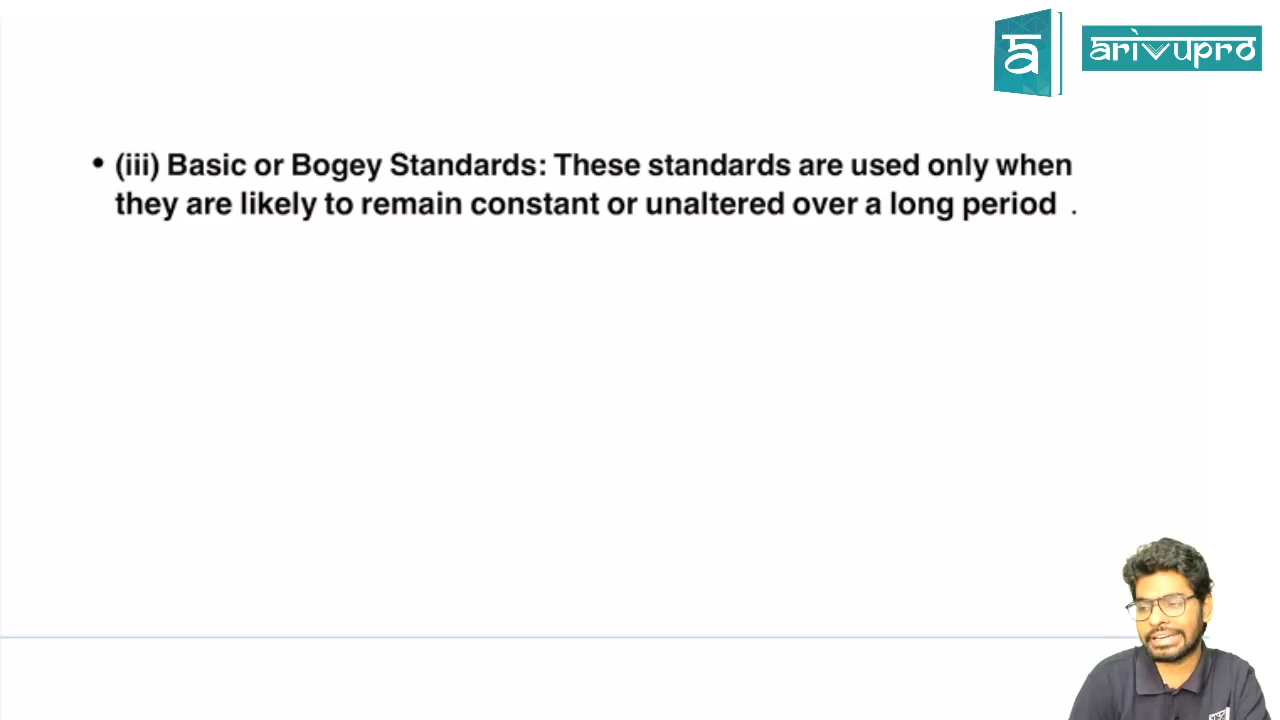 arivupro
• (iii) Basic or Bogey Standards: These standards are used only when
they are likely to remain constant or unaltered over a long period .